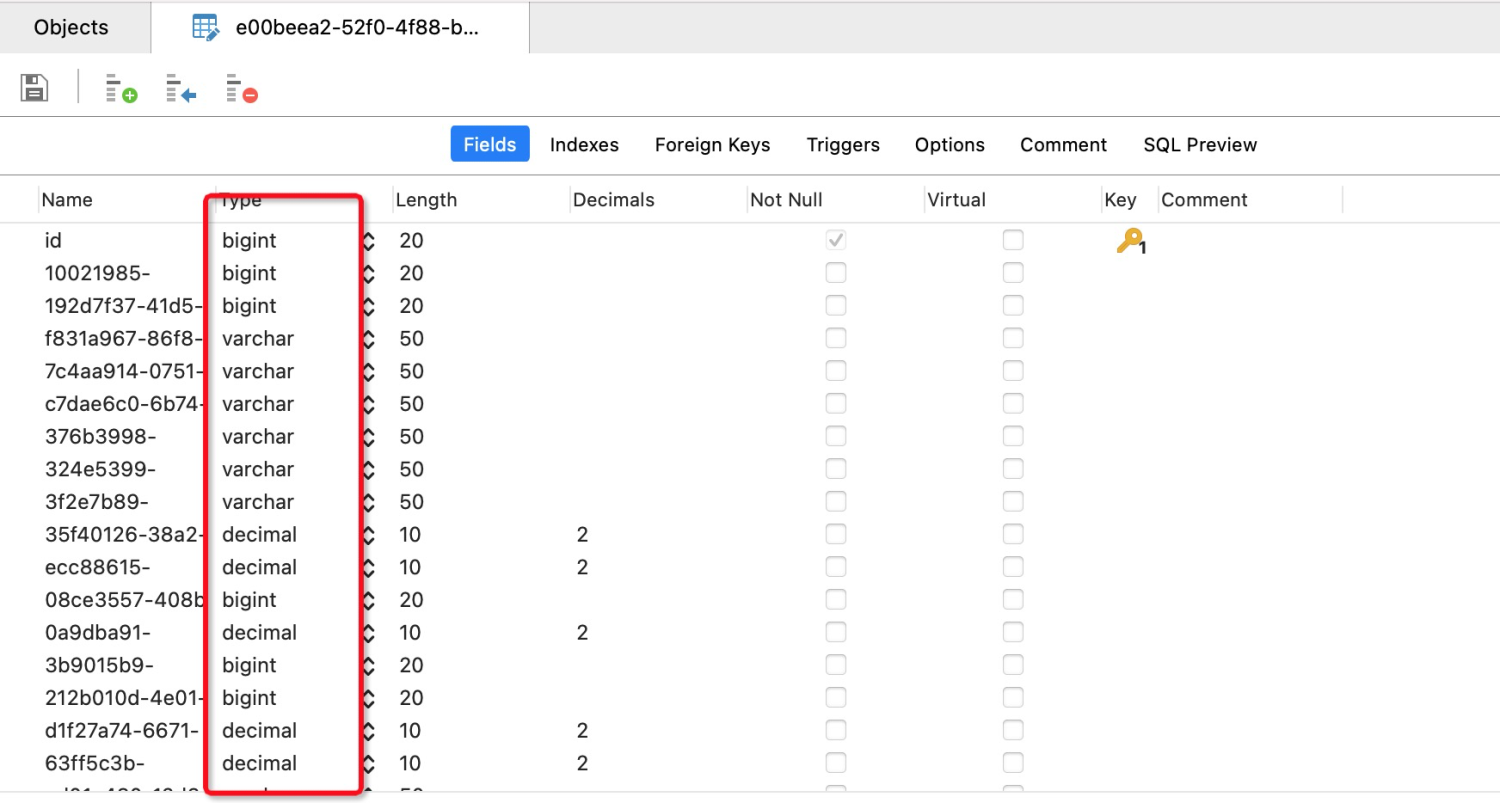 Objects
e00beea2-52f0-4f88-b...
Fields Indexes Foreign Keys Triggers Options Comment SQL Preview
Name Type Length Decimals Not Null Virtual Key Comment
id bigint 20 1
10021985- bigint 20
192d7f37-41d5- bigint 20
f831a967-86f8- varchar 50
7c4aa914-0751- varchar 50
c7dae6c0-6b74- varchar 50
376b3998- varchar 50
324e5399- varchar 50
3f2e7b89- varchar 50
35f40126-38a2- decimal 10 2
ecc88615- decimal 10 2
08ce3557-408b bigint 20
0a9dba91- decimal 10 2
3b9015b9- bigint 20
212b010d-4e01- bigint 20
d1f27a74-6671- decimal 10 2
63ff5c3b- decimal 10 2